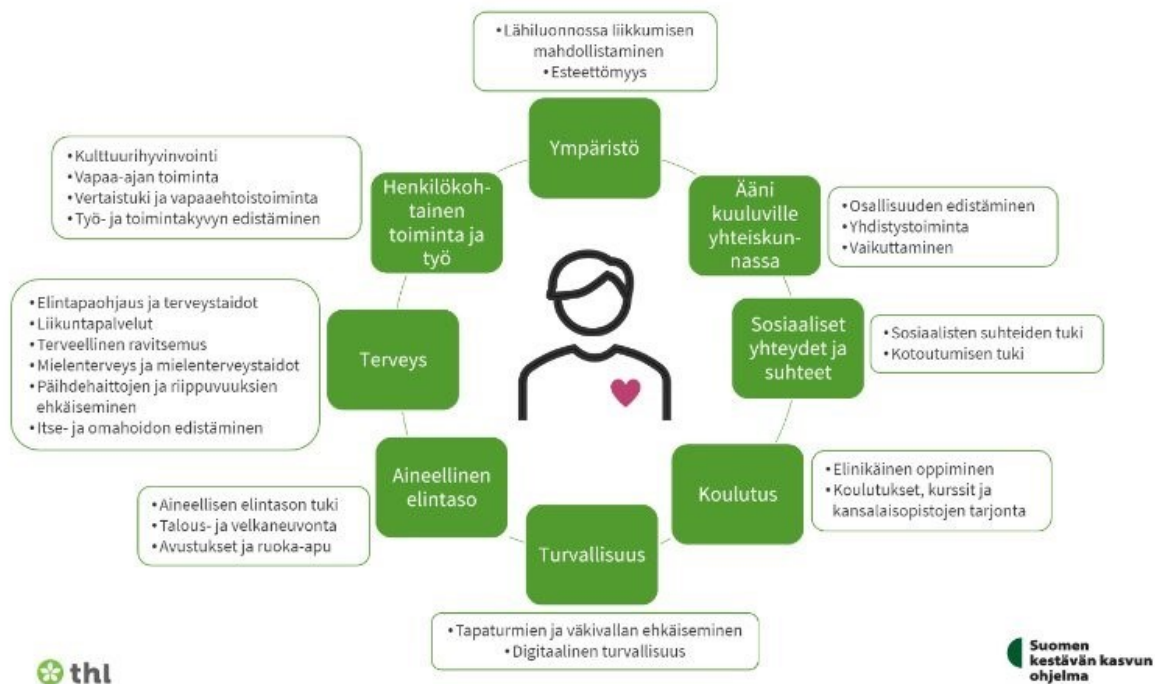 • Lähiluonnossa liikkumisen
mahdollistaminen
• Esteettömyys
Ympäristö
• Kulttuurihyvinvointi
• Vapaa-ajan toiminta
• Vertaistuki ja vapaaehtoistoiminta
• Työ- ja toimintakyvyn edistäminen
Henkilökoh-
tainen
toiminta ja
työ
Ääni
kuuluville
yhteiskun-
nassa
• Osallisuuden edistäminen
• Yhdistystoiminta
• Vaikuttaminen
• Elintapaohjaus ja terveystaidot
• Liikuntapalvelut
• Terveellinen ravitsemus
• Mielenterveys ja mielenterveystaidot
• Päihdehaittojen ja riippuvuuksien
ehkäiseminen
• Itse- ja omahoidon edistäminen
Terveys
Sosiaaliset
yhteydet ja
suhteet
• Sosiaalisten suhteiden tuki
• Kotoutumisen tuki
• Aineellisen elintason tuki
• Talous- ja velkaneuvonta
• Avustukset ja ruoka-apu
Aineellinen
elintaso
Koulutus
• Elinikäinen oppiminen
• Koulutukset, kurssit ja
kansalaisopistojen tarjonta
Turvallisuus
• Tapaturmien ja väkivallan ehkäiseminen
• Digitaalinen turvallisuus
thl
Suomen
kestävän kasvun
ohjelma